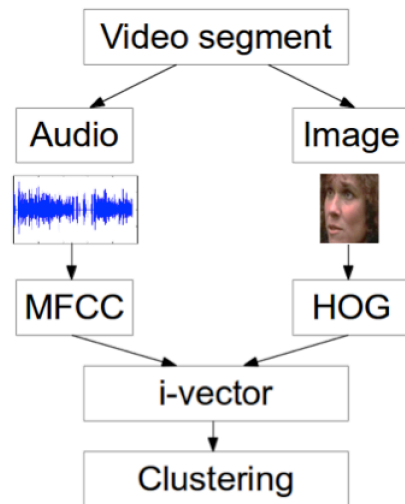 Video segment
Audio
Image
MFCC
HOG
i-vector
Clustering